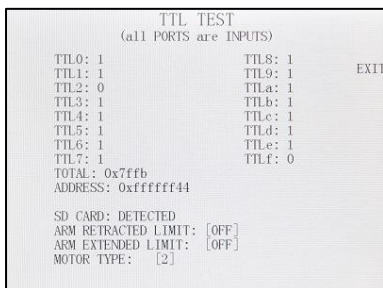 TTL TEST
(all PORTS are INPUTS)
EXIT
TTL0: 1 TTL8: 1
TTL1: 1 TTL9: 1
TTL2: 0 TTLa: 1
TTL3: 1 TTLb: 1
TTL4: 1 TTLc: 1
TTL5: 1 TTLd: 1
TTL6: 1 TTLe: 1
TTL7: 1 TTLf: 0
TOTAL: 0x7ffb
ADDRESS: 0xffffff44
SD CARD: DETECTED
ARM RETRACTED LIMIT: [OFF]
ARM EXTENDED LIMIT: [OFF]
MOTOR TYPE: [2]